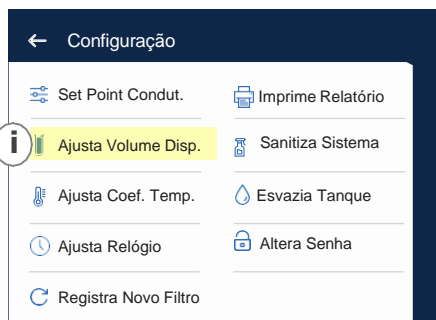 Configuração
Set Point Condut.
Imprime Relatório
i
Ajusta Volume Disp.
Sanitiza Sistema
Ajusta Coef. Temp.
Esvazia Tanque
Ajusta Relógio
Altera Senha
Registra Novo Filtro